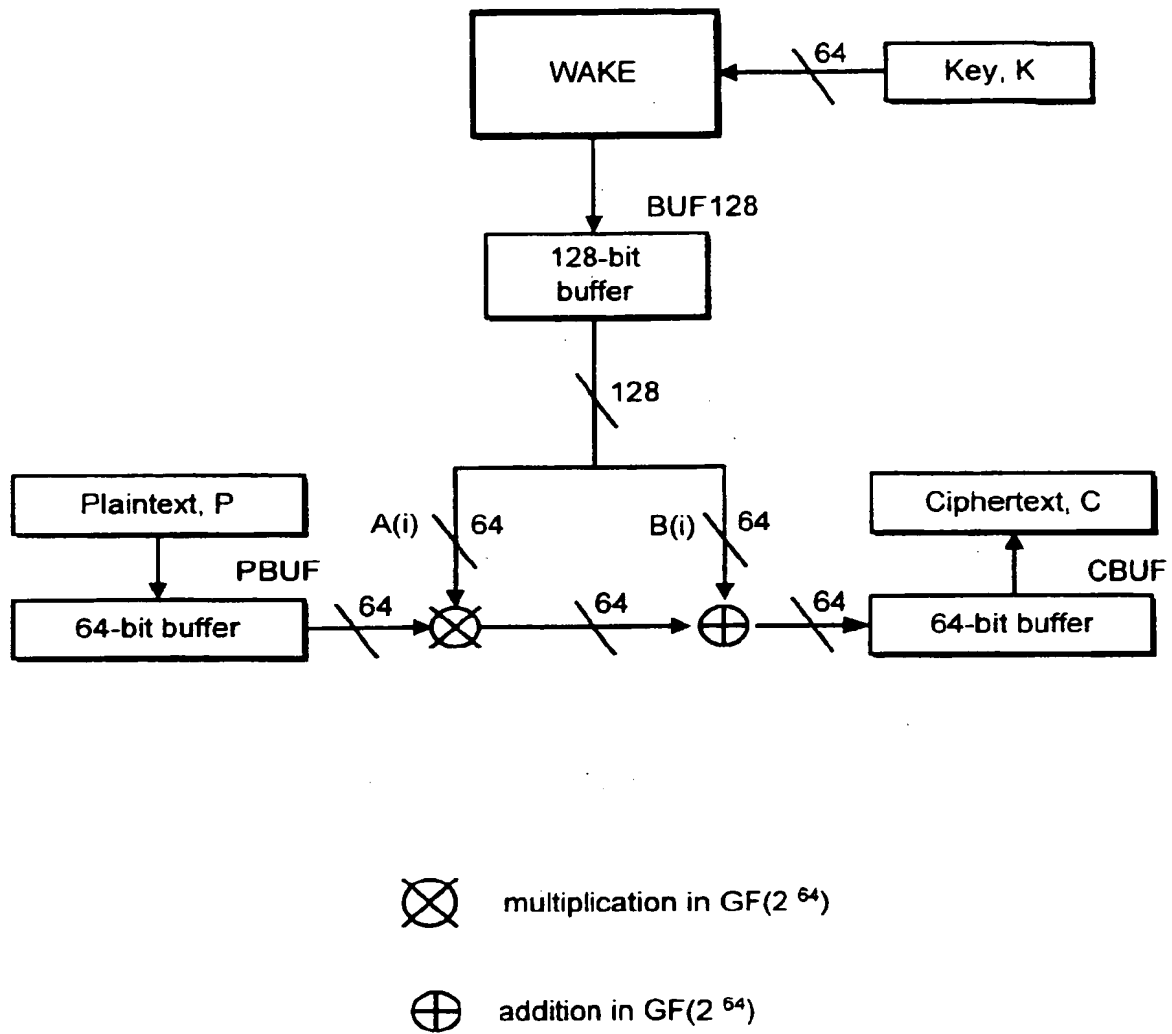 WAKE
64
Key, K
BUF128
128-bit
buffer
128
Plaintext, P
A(i)
64
B(i)
64
Ciphertext, C
PBUF
CBUF
64-bit buffer
64
64
64
64-bit buffer
multiplication in GF(2 ⁶⁴)
addition in GF(2 ⁶⁴)